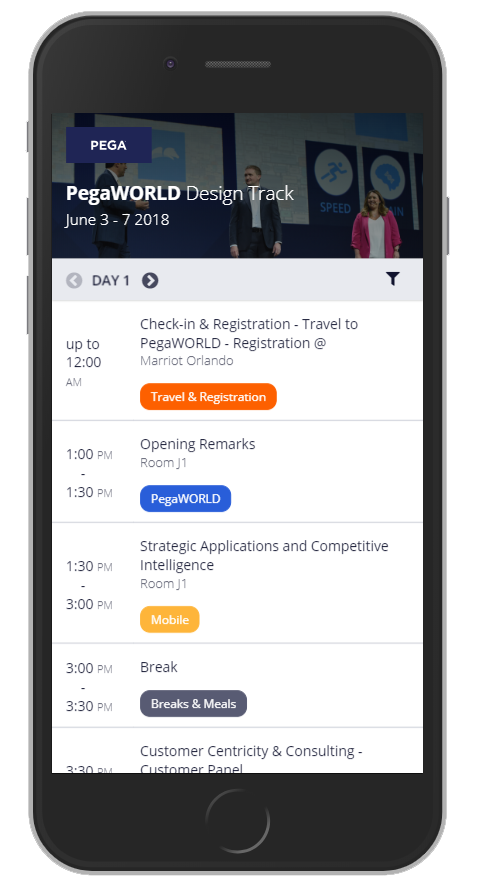 PEGA
PegaWORLD Design Track
June 3 - 7 2018
SPEED
DAY 1
up to
12:00
AM
Check-in & Registration - Travel to
PegaWORLD - Registration @
Marriot Orlando
Travel & Registration
1:00 PM
-
1:30 PM
Opening Remarks
Room J1
PegaWORLD
1:30 PM
-
3:00 PM
Strategic Applications and Competitive
Intelligence
Room J1
Mobile
3:00 PM
-
3:30 PM
Break
Breaks & Meals
3:30 PM
Customer Centricity & Consulting -
Customer Panel